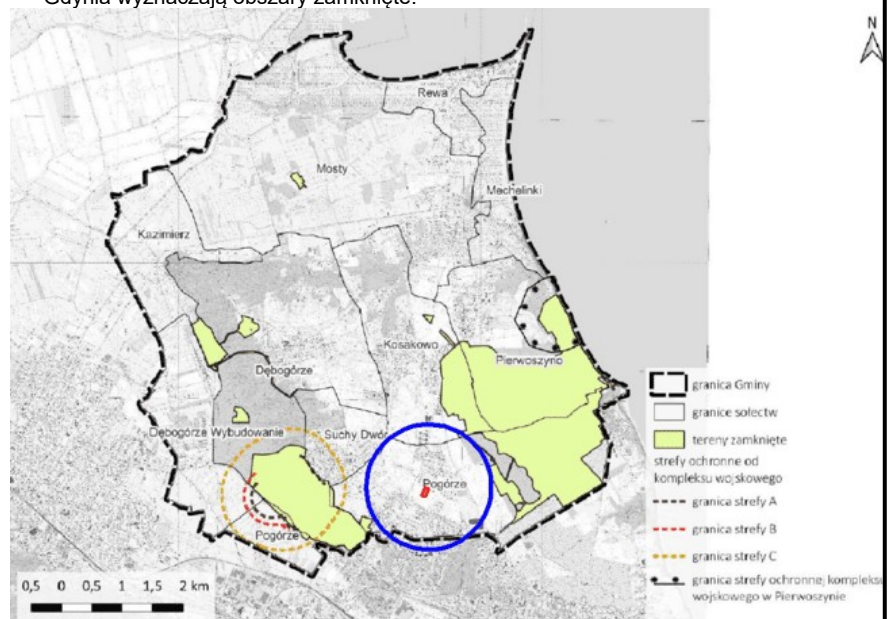 Gdynia wyznaczają obszary zamknięte.
N
Rewa
Mosty
Mechelinki
Kazimierz
Kosakowo
Pierwoszyno
Dębogórze
Dębogórze Wybudowanie
Suchy Dwór
Pogórze
Pogórze
granica Gminy
granice sołectw
tereny zamknięte
strefy ochronne od
kompleksu wojskowego
granica strefy A
granica strefy B
granica strefy C
granica strefy ochronnej kompleksu
wojskowego w Pierwoszynie
0,5 0 0,5 1 1,5 2 km